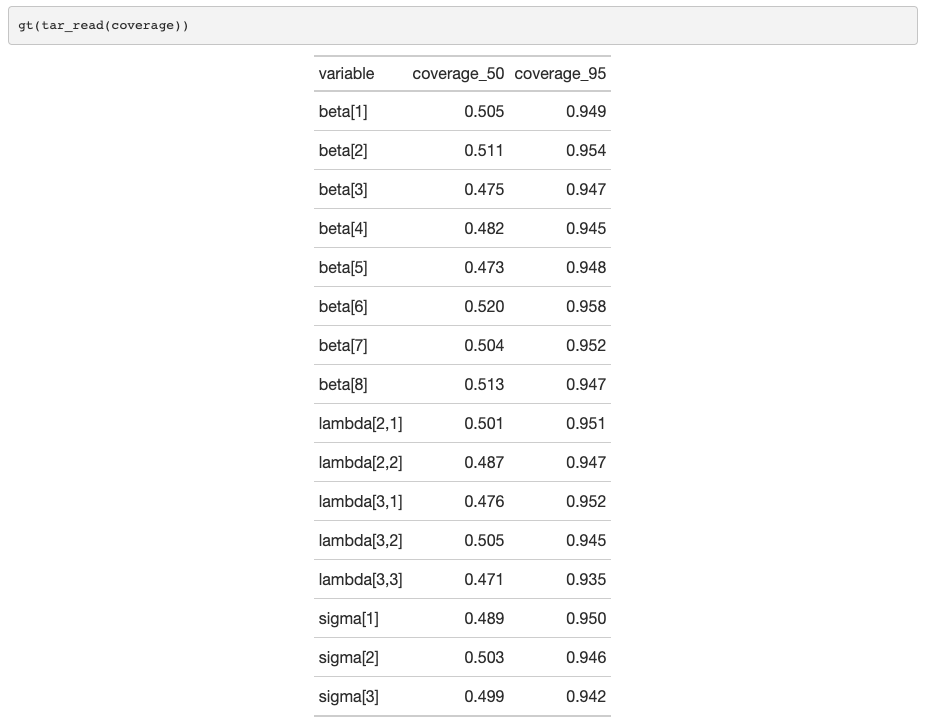 gt(tar_read(coverage))
variable coverage_50 coverage_95
beta[1] 0.505 0.949
beta[2] 0.511 0.954
beta[3] 0.475 0.947
beta[4] 0.482 0.945
beta[5] 0.473 0.948
beta[6] 0.520 0.958
beta[7] 0.504 0.952
beta[8] 0.513 0.947
lambda[2,1] 0.501 0.951
lambda[2,2] 0.487 0.947
lambda[3,1] 0.476 0.952
lambda[3,2] 0.505 0.945
lambda[3,3] 0.471 0.935
sigma[1] 0.489 0.950
sigma[2] 0.503 0.946
sigma[3] 0.499 0.942